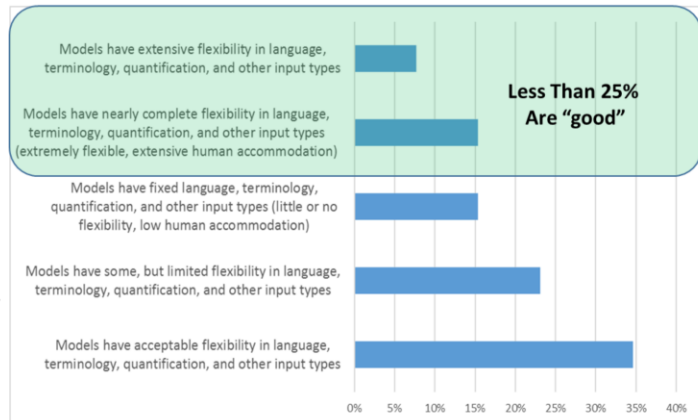 Models have extensive flexibility in language,
terminology, quantification, and other input types
Less Than 25%
Are “good”
Models have nearly complete flexibility in language,
terminology, quantification, and other input types
(extremely flexible, extensive human accommodation)
Models have fixed language, terminology,
quantification, and other input types (little or no
flexibility, low human accommodation)
Models have some, but limited flexibility in language,
terminology, quantification, and other input types
Models have acceptable flexibility in language,
terminology, quantification, and other input types
0% 5% 10% 15% 20% 25% 30% 35% 40%